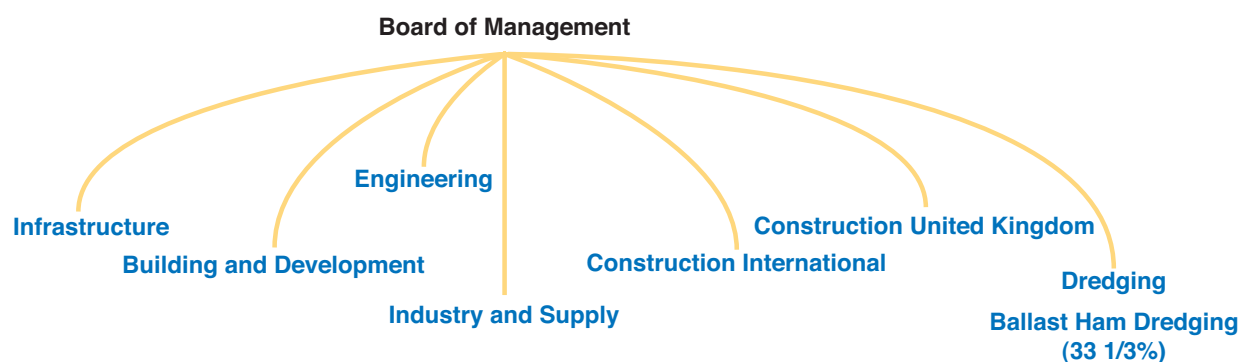 Board of Management
Engineering
Infrastructure
Construction United Kingdom
Building and Development
Construction International
Dredging
Industry and Supply
Ballast Ham Dredging
(33 1/3%)